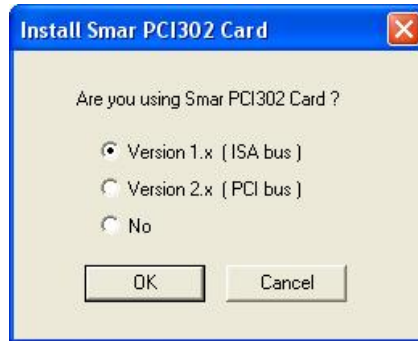 Install Smar PCI302 Card
Are you using Smar PCI302 Card ?
Version 1.x ( ISA bus )
Version 2.x ( PCI bus )
No
OK Cancel